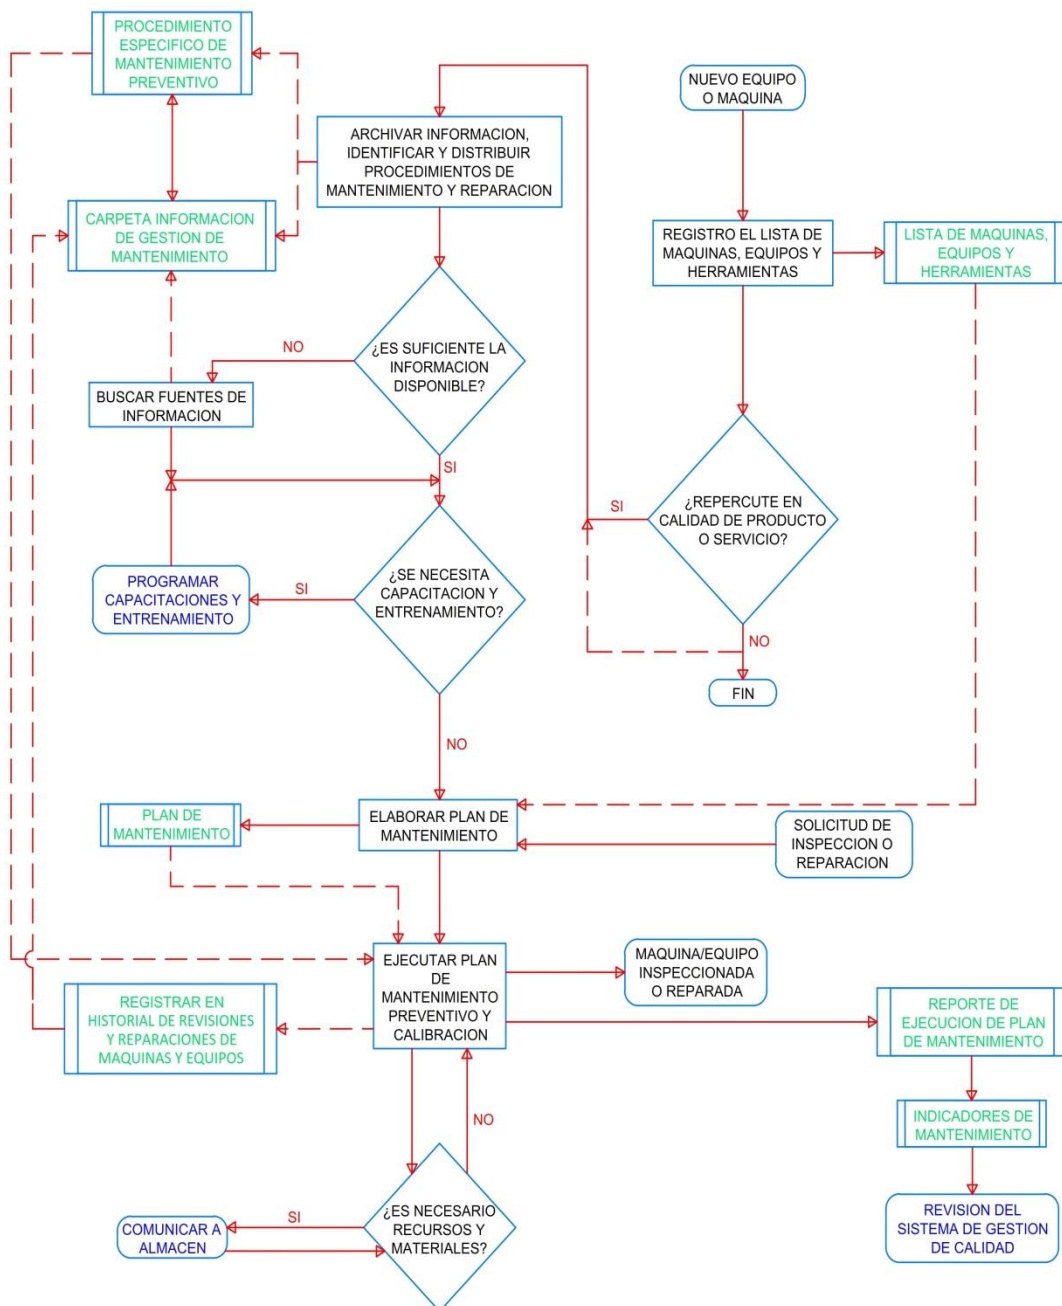 PROCEDIMIENTO
ESPECIFICO DE
MANTENIMIENTO
PREVENTIVO
NUEVO EQUIPO
O MAQUINA
ARCHIVAR INFORMACION,
IDENTIFICAR Y DISTRIBUIR
PROCEDIMIENTOS DE
MANTENIMIENTO Y REPARACION
CARPETA INFORMACION
DE GESTION DE
MANTENIMIENTO
REGISTRO EL LISTA DE
MAQUINAS, EQUIPOS Y
HERRAMIENTAS
LISTA DE MAQUINAS,
EQUIPOS Y
HERRAMIENTAS
¿ES SUFICIENTE LA
INFORMACION
DISPONIBLE?
NO
BUSCAR FUENTES DE
INFORMACION
SI
¿REPERCUTE EN
CALIDAD DE PRODUCTO
O SERVICIO?
SI
NO
FIN
¿SE NECESITA
CAPACITACION Y
ENTRENAMIENTO?
SI
PROGRAMAR
CAPACITACIONES Y
ENTRENAMIENTO
NO
PLAN DE
MANTENIMIENTO
ELABORAR PLAN DE
MANTENIMIENTO
SOLICITUD DE
INSPECCION O
REPARACION
EJECUTAR PLAN
DE
MANTENIMIENTO
PREVENTIVO Y
CALIBRACION
MAQUINA/EQUIPO
INSPECCIONADA
O REPARADA
REGISTRAR EN
HISTORIAL DE REVISIONES
Y REPARACIONES DE
MAQUINAS Y EQUIPOS
REPORTE DE
EJECUCION DE PLAN
DE MANTENIMIENTO
NO
INDICADORES DE
MANTENIMIENTO
¿ES NECESARIO
RECURSOS Y
MATERIALES?
SI
COMUNICAR A
ALMACEN
REVISION DEL
SISTEMA DE GESTION
DE CALIDAD